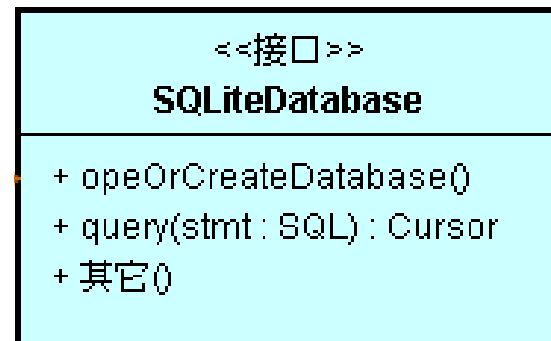 <<接口>>
SQLiteDatabase
+ opeOrCreateDatabase()
+ query(stmt : SQL) : Cursor
+ 其它()